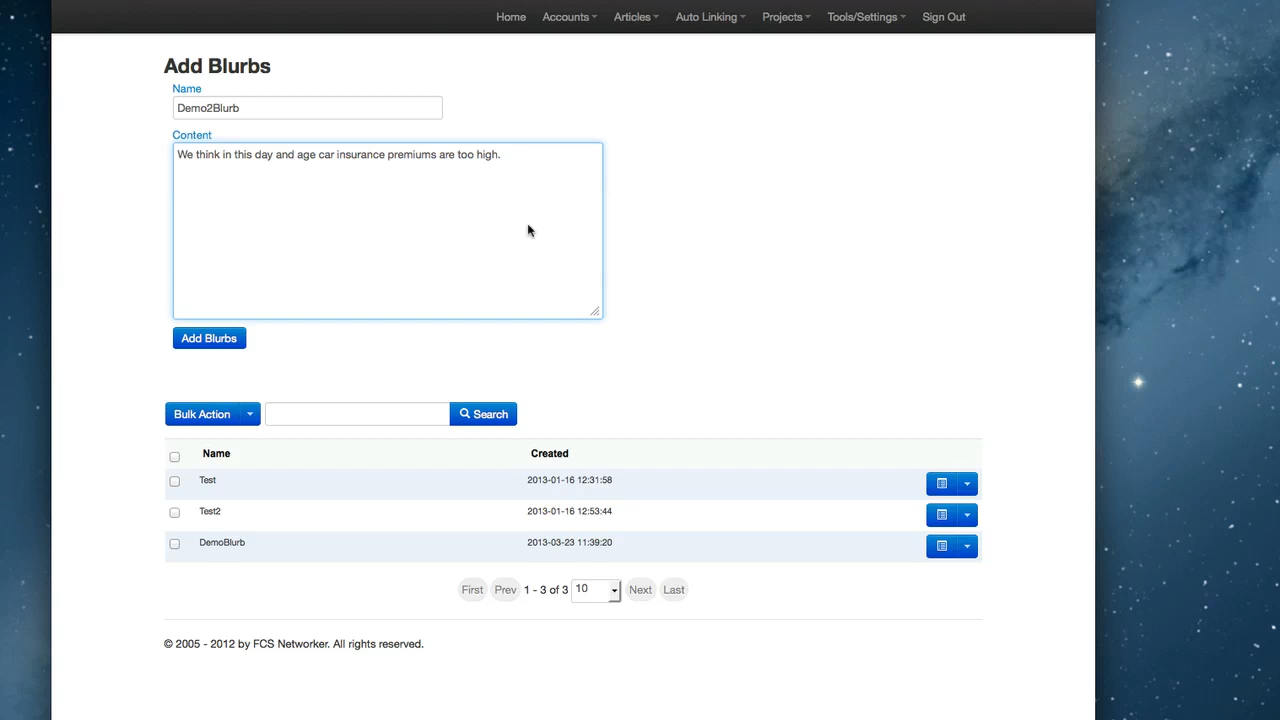 Home Accounts Articles Auto Linking Projects Tools/Settings Sign Out
Add Blurbs
Name
Demo2Blurb
Content
We think in this day and age car insurance premiums are too high.
Add Blurbs
Bulk Action Search
Name Created
Test 2013-01-16 12:31:58
Test2 2013-01-16 12:53:44
DemoBlurb 2013-03-23 11:39:20
First Prev 1 - 3 of 3 10 Next Last
© 2005 - 2012 by FCS Networker. All rights reserved.